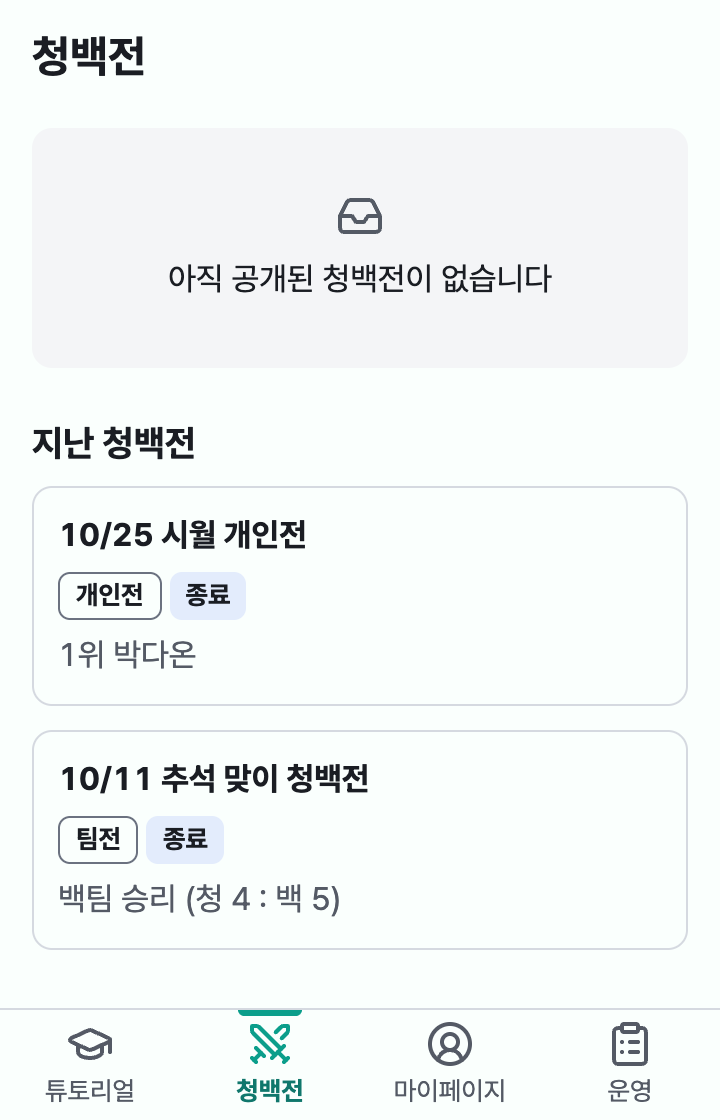 청백전
아직 공개된 청백전이 없습니다
지난 청백전
10/25 시월 개인전
개인전 종료
1위 박다온
10/11 추석 맞이 청백전
팀전 종료
백팀 승리 (청 4 : 백 5)
튜토리얼 청백전 마이페이지 운영